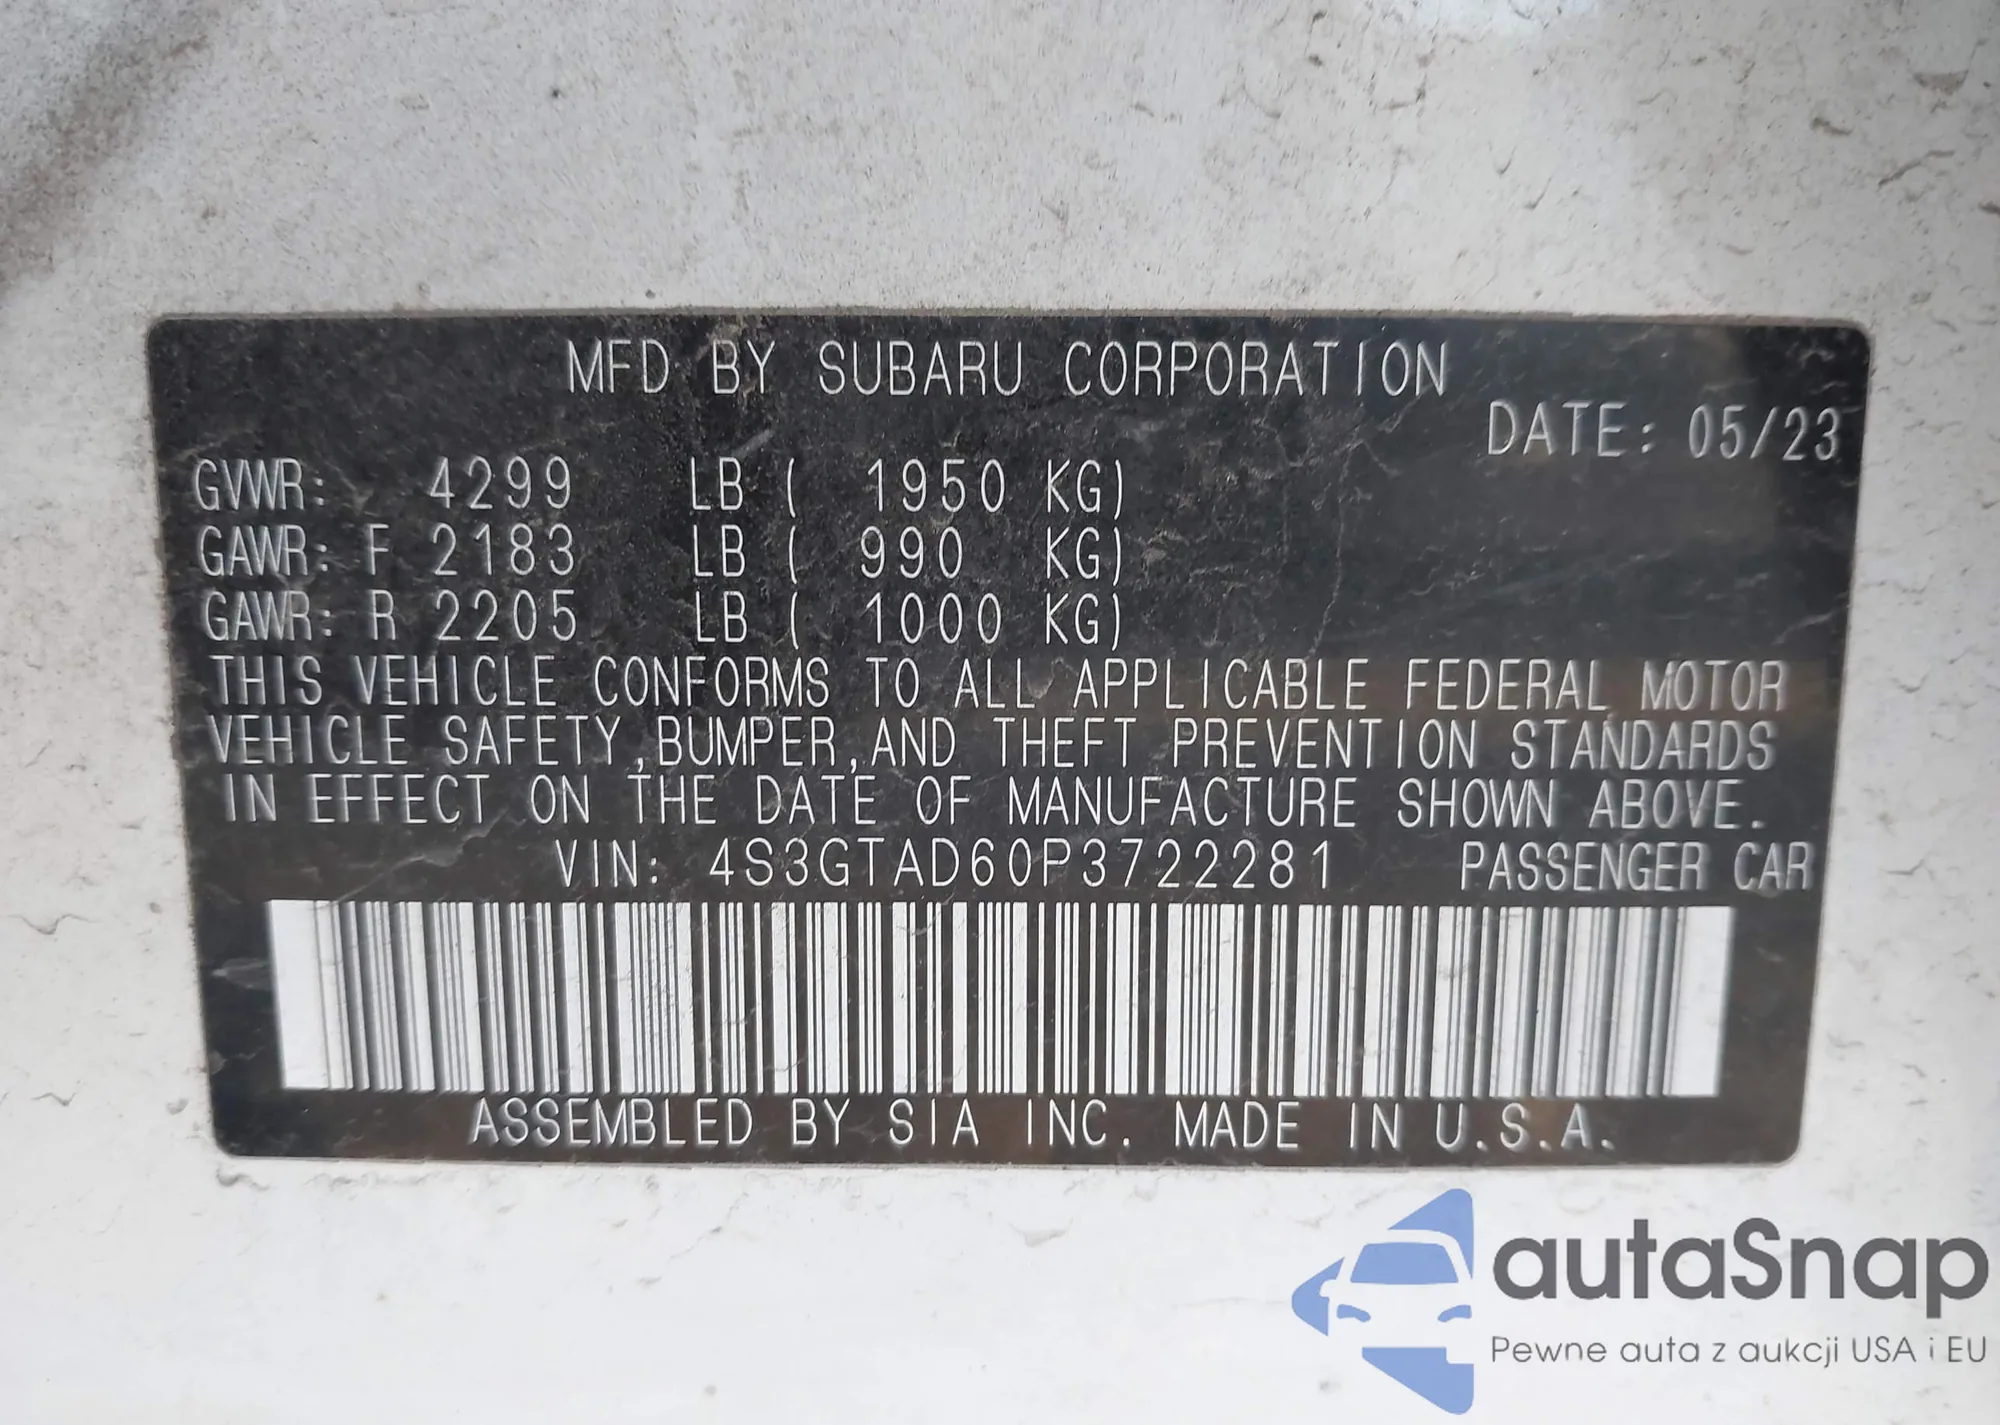 MFD BY SUBARU CORPORATION
DATE: 05/23
GVWR: 4299 LB ( 1950 KG)
GAWR: F 2183 LB ( 990 KG)
GAWR: R 2205 LB ( 1000 KG)
THIS VEHICLE CONFORMS TO ALL APPLICABLE FEDERAL MOTOR
VEHICLE SAFETY,BUMPER,AND THEFT PREVENTION STANDARDS
IN EFFECT ON THE DATE OF MANUFACTURE SHOWN ABOVE.
VIN: 4S3GTAD60P3722281 PASSENGER CAR
ASSEMBLED BY SIA INC. MADE IN U.S.A.
autaSnap
Pewne auta z aukcji USA i EU